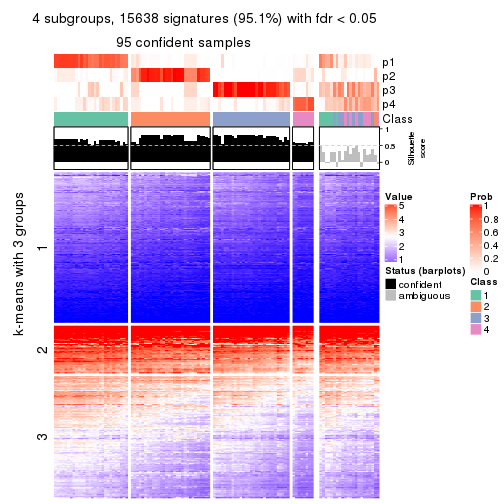 4 subgroups, 15638 signatures (95.1%) with fdr < 0.05
95 confident samples
p1
p2
p3
p4
Class
1
0.5
0
Silhouette
score
k-means with 3 groups
1
2
3
Value
5
4
3
2
1
Status (barplots)
confident
ambiguous
Prob
1
0.8
0.6
0.4
0.2
0
Class
1
2
3
4